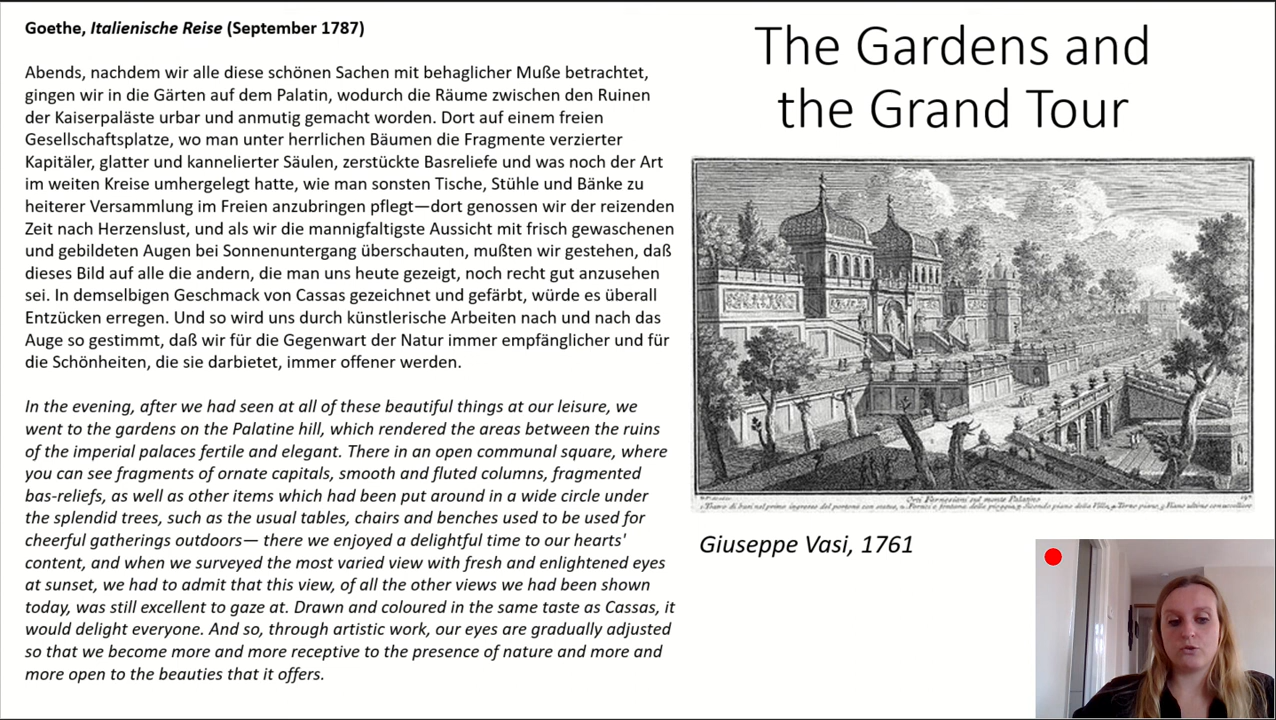 Goethe, Italienische Reise (September 1787)
Abends, nachdem wir alle diese schönen Sachen mit behaglicher Muße betrachtet,
gingen wir in die Gärten auf dem Palatin, wodurch die Räume zwischen den Ruinen
der Kaiserpaläste urbar und anmutig gemacht worden. Dort auf einem freien
Gesellschaftsplatze, wo man unter herrlichen Bäumen die Fragmente verzierter
Kapitäler, glatter und kannelierter Säulen, zerstückte Basreliefe und was noch der Art
im weiten Kreise umhergelegt hatte, wie man sonsten Tische, Stühle und Bänke zu
heiterer Versammlung im Freien anzubringen pflegt—dort genossen wir der reizenden
Zeit nach Herzenslust, und als wir die mannigfaltigste Aussicht mit frisch gewaschenen
und gebildeten Augen bei Sonnenuntergang überschauten, mußten wir gestehen, daß
dieses Bild auf alle die andern, die man uns heute gezeigt, noch recht gut anzusehen
sei. In demselbigen Geschmack von Cassas gezeichnet und gefärbt, würde es überall
Entzücken erregen. Und so wird uns durch künstlerische Arbeiten nach und nach das
Auge so gestimmt, daß wir für die Gegenwart der Natur immer empfänglicher und für
die Schönheiten, die sie darbietet, immer offener werden.
In the evening, after we had seen at all of these beautiful things at our leisure, we
went to the gardens on the Palatine hill, which rendered the areas between the ruins
of the imperial palaces fertile and elegant. There in an open communal square, where
you can see fragments of ornate capitals, smooth and fluted columns, fragmented
bas-reliefs, as well as other items which had been put around in a wide circle under
the splendid trees, such as the usual tables, chairs and benches used to be used for
cheerful gatherings outdoors— there we enjoyed a delightful time to our hearts'
content, and when we surveyed the most varied view with fresh and enlightened eyes
at sunset, we had to admit that this view, of all the other views we had been shown
today, was still excellent to gaze at. Drawn and coloured in the same taste as Cassas, it
would delight everyone. And so, through artistic work, our eyes are gradually adjusted
so that we become more and more receptive to the presence of nature and more and
more open to the beauties that it offers.
The Gardens and
the Grand Tour
Orti Farnesiani sul monte Palatino
Giuseppe Vasi, 1761